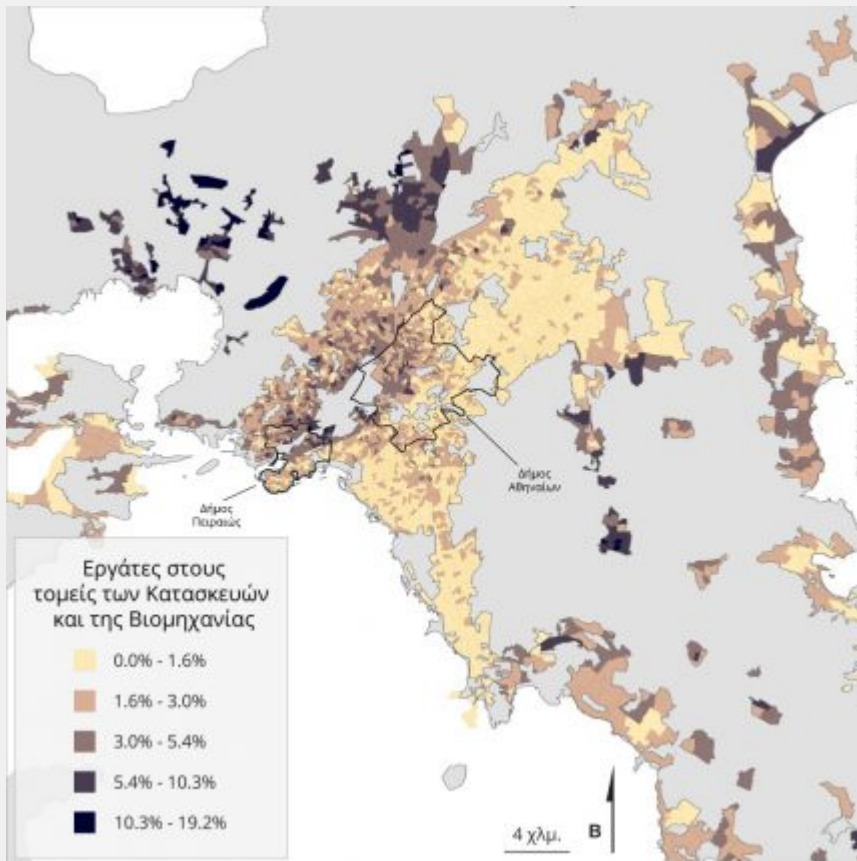 Δήμος
Αθηναίων
Δήμος
Πειραιώς
Εργάτες στους
τομείς των Κατασκευών
και της Βιομηχανίας
0.0% - 1.6%
1.6% - 3.0%
3.0% - 5.4%
5.4% - 10.3%
10.3% - 19.2%
4 χλμ.
Β